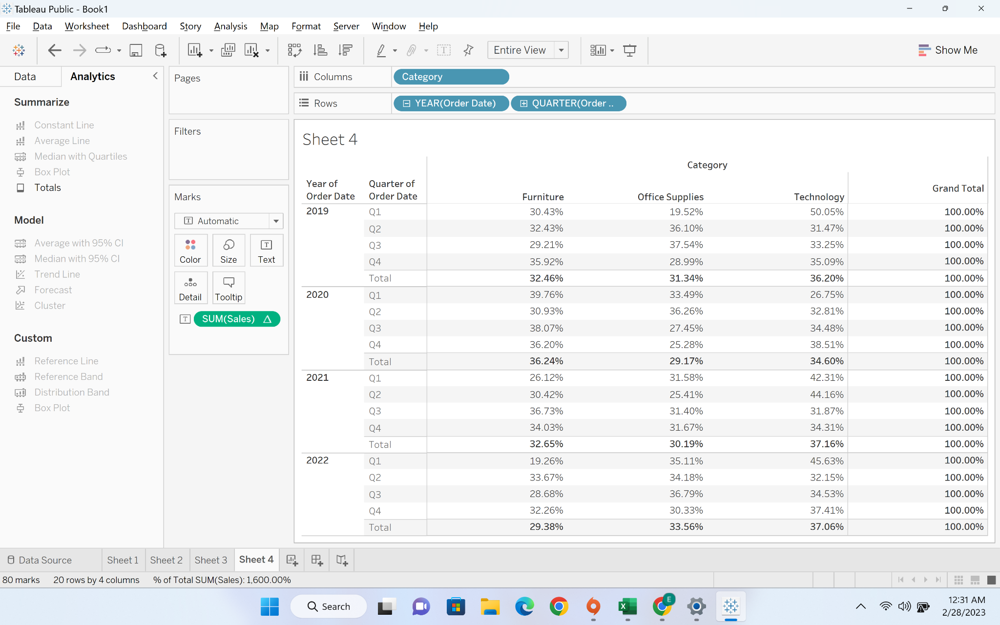 Tableau Public - Book1
File Data Worksheet Dashboard Story Analysis Map Format Server Window Help
Entire View
Show Me
Data Analytics
Summarize
Constant Line
Average Line
Median with Quartiles
Box Plot
Totals
Model
Average with 95% CI
Median with 95% CI
Trend Line
Forecast
Cluster
Custom
Reference Line
Reference Band
Distribution Band
Box Plot
Pages
Filters
Marks
Automatic
Color Size Text
Detail Tooltip
SUM(Sales) Δ
Columns Category
Rows YEAR(Order Date) QUARTER(Order ..
Sheet 4
Category
Year of Order Date Quarter of Order Date Furniture Office Supplies Technology Grand Total
2019 Q1 30.43% 19.52% 50.05% 100.00%
Q2 32.43% 36.10% 31.47% 100.00%
Q3 29.21% 37.54% 33.25% 100.00%
Q4 35.92% 28.99% 35.09% 100.00%
Total 32.46% 31.34% 36.20% 100.00%
2020 Q1 39.76% 33.49% 26.75% 100.00%
Q2 30.93% 36.26% 32.81% 100.00%
Q3 38.07% 27.45% 34.48% 100.00%
Q4 36.20% 25.28% 38.51% 100.00%
Total 36.24% 29.17% 34.60% 100.00%
2021 Q1 26.12% 31.58% 42.31% 100.00%
Q2 30.42% 25.41% 44.16% 100.00%
Q3 36.73% 31.40% 31.87% 100.00%
Q4 34.03% 31.67% 34.31% 100.00%
Total 32.65% 30.19% 37.16% 100.00%
2022 Q1 19.26% 35.11% 45.63% 100.00%
Q2 33.67% 34.18% 32.15% 100.00%
Q3 28.68% 36.79% 34.53% 100.00%
Q4 32.26% 30.33% 37.41% 100.00%
Total 29.38% 33.56% 37.06% 100.00%
Data Source Sheet 1 Sheet 2 Sheet 3 Sheet 4
80 marks 20 rows by 4 columns % of Total SUM(Sales): 1,600.00%
Search
E
12:31 AM
2/28/2023